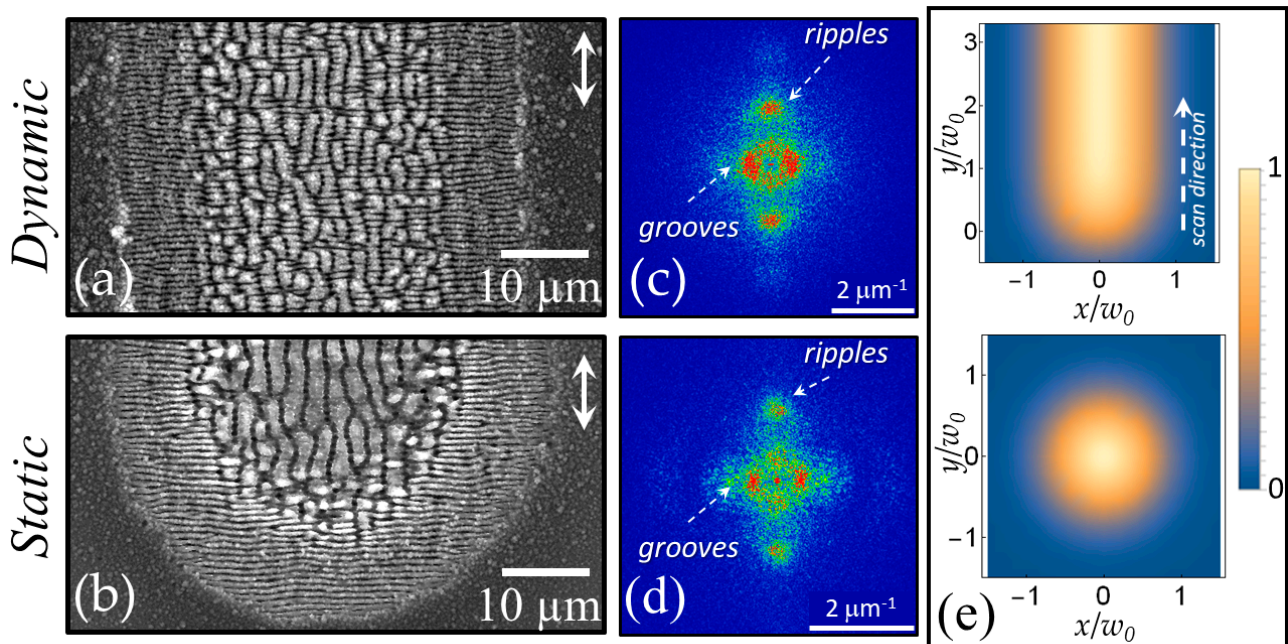 Dynamic
(a)
10 μm
ripples
grooves
(c)
2 μm⁻¹
3
2
1
0
y/w₀
scan direction
−1
0
1
x/w₀
1
0
Static
(b)
10 μm
ripples
grooves
(d)
2 μm⁻¹
1
0
−1
y/w₀
−1
0
1
x/w₀
(e)